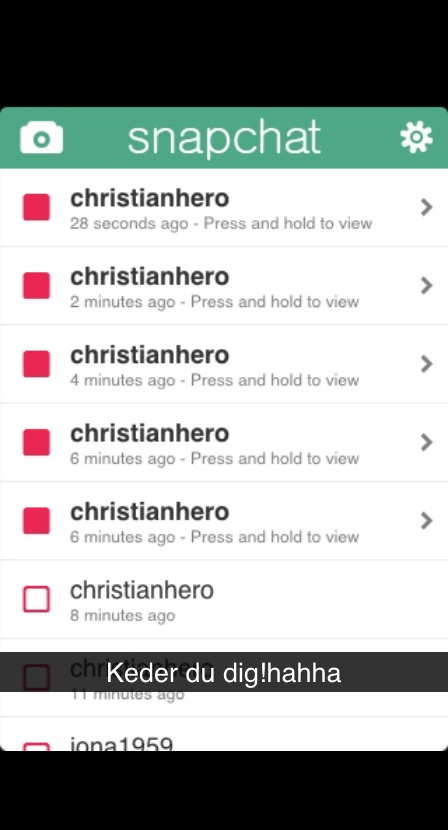 snapchat
christianhero
28 seconds ago - Press and hold to view
christianhero
2 minutes ago - Press and hold to view
christianhero
4 minutes ago - Press and hold to view
christianhero
6 minutes ago - Press and hold to view
christianhero
6 minutes ago - Press and hold to view
christianhero
8 minutes ago
christianhero
Keder du dig!hahha
11 minutes ago
jona1959